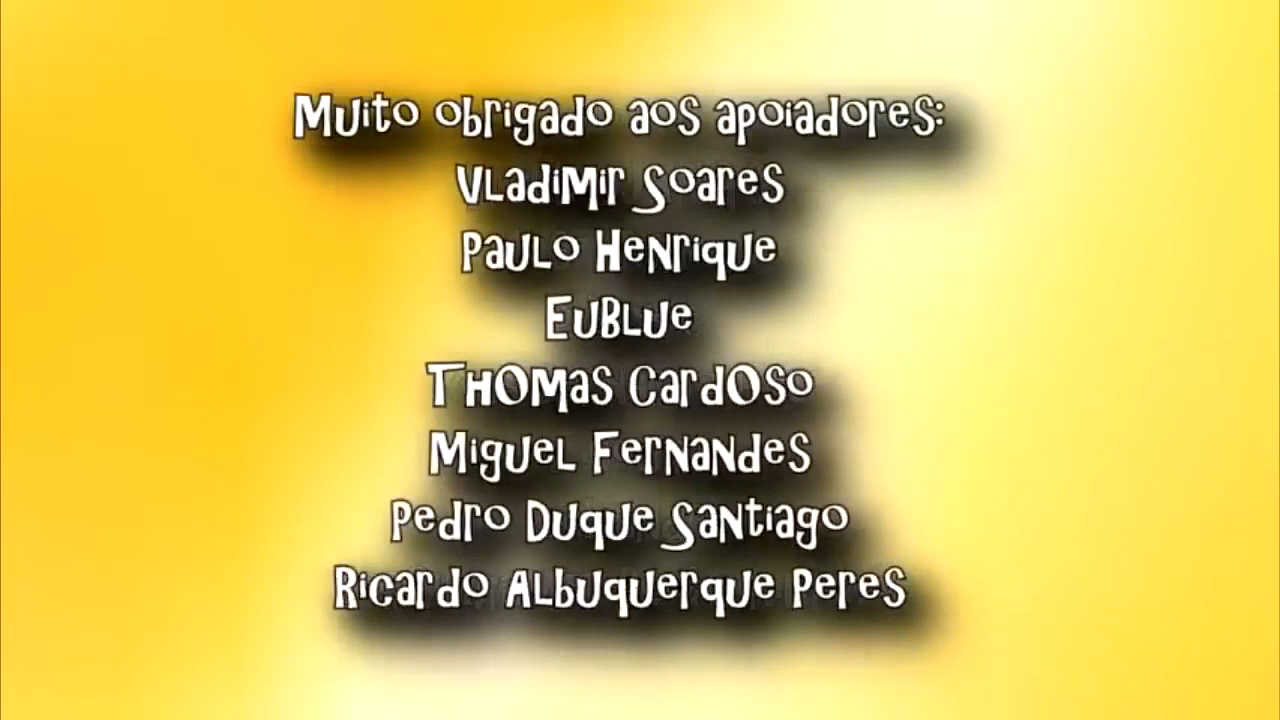 Muito obrigado aos apoiadores:
Vladimir Soares
Paulo Henrique
EuBlue
Thomas Cardoso
Miguel Fernandes
Pedro Duque Santiago
Ricardo Albuquerque Peres